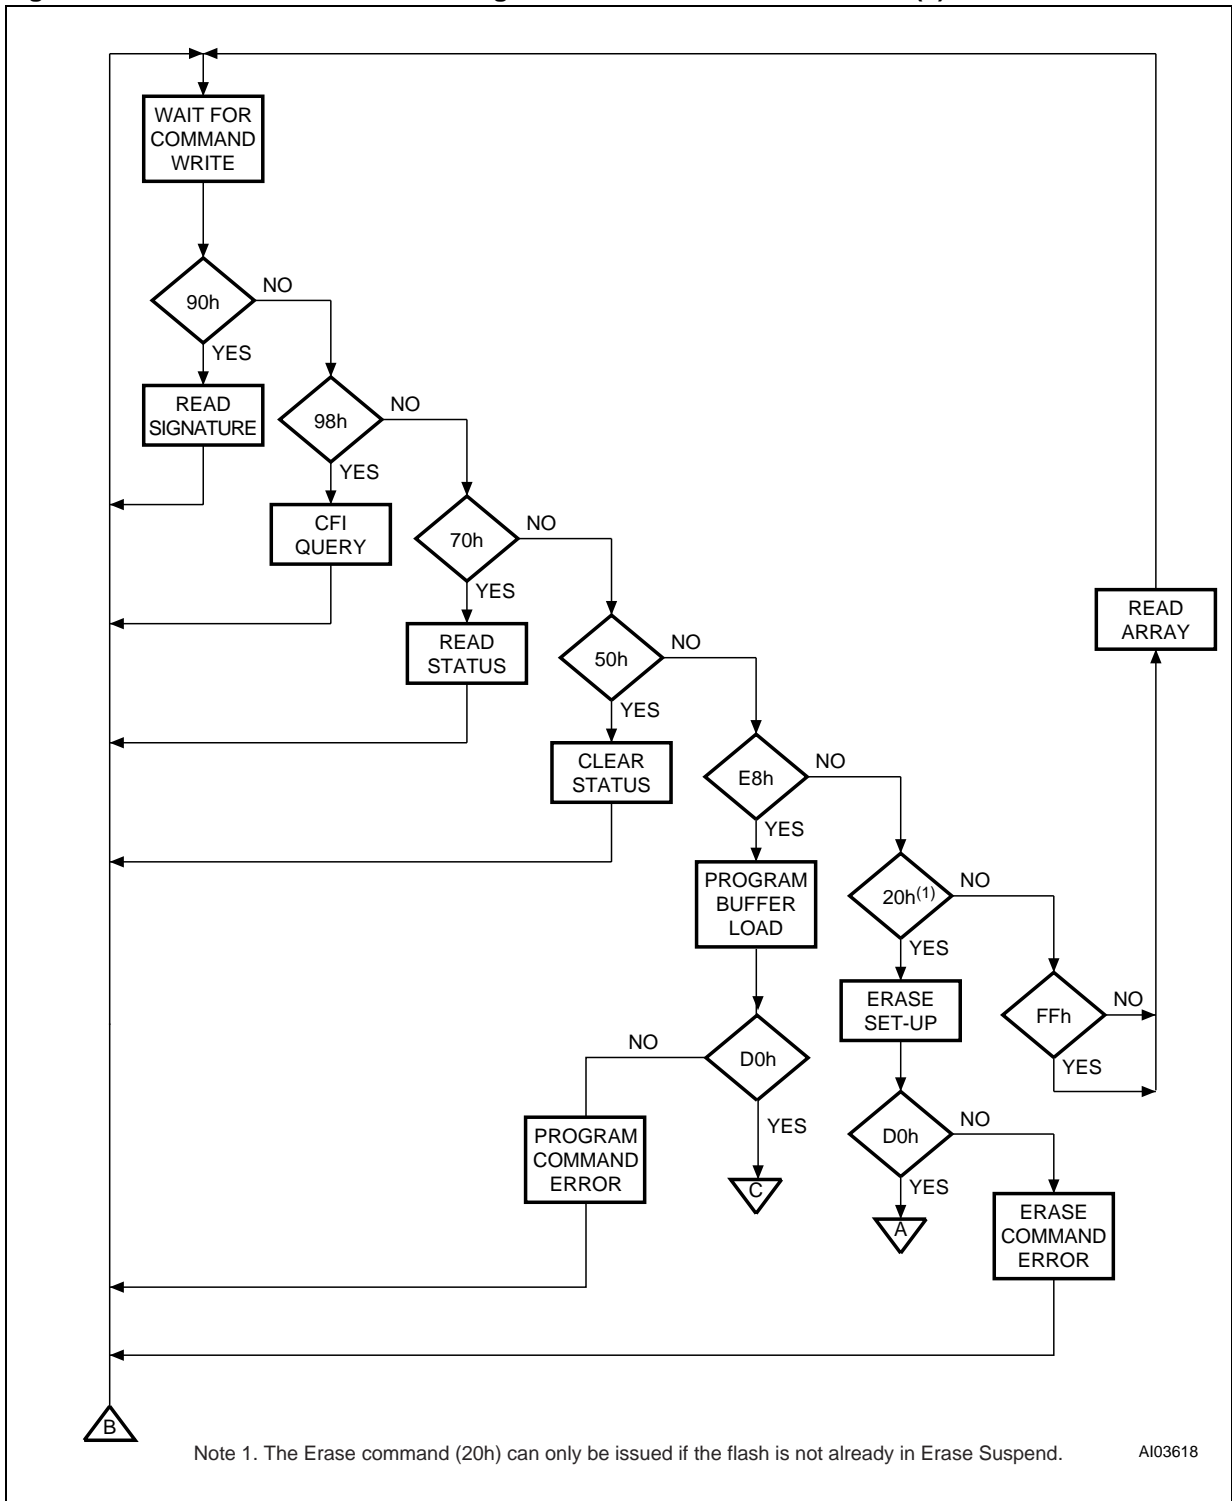 WAIT FOR
COMMAND
WRITE
90h
NO
YES
READ
SIGNATURE
98h
NO
YES
CFI
QUERY
70h
NO
YES
READ
STATUS
READ
ARRAY
50h
NO
YES
CLEAR
STATUS
E8h
NO
YES
PROGRAM
BUFFER
LOAD
20h(1)
NO
YES
ERASE
SET-UP
FFh
NO
YES
D0h
NO
YES
PROGRAM
COMMAND
ERROR
C
D0h
NO
YES
A
ERASE
COMMAND
ERROR
B
Note 1. The Erase command (20h) can only be issued if the flash is not already in Erase Suspend.
AI03618